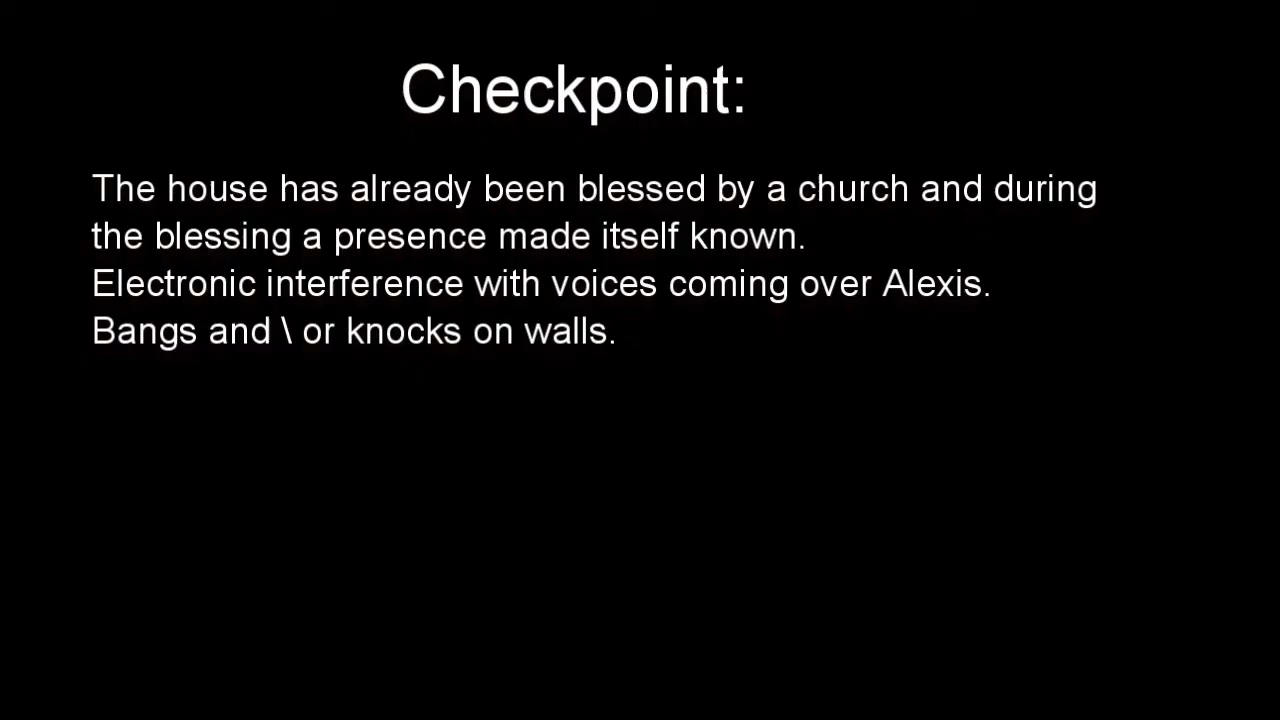 Checkpoint:
The house has already been blessed by a church and during
the blessing a presence made itself known.
Electronic interference with voices coming over Alexis.
Bangs and \ or knocks on walls.